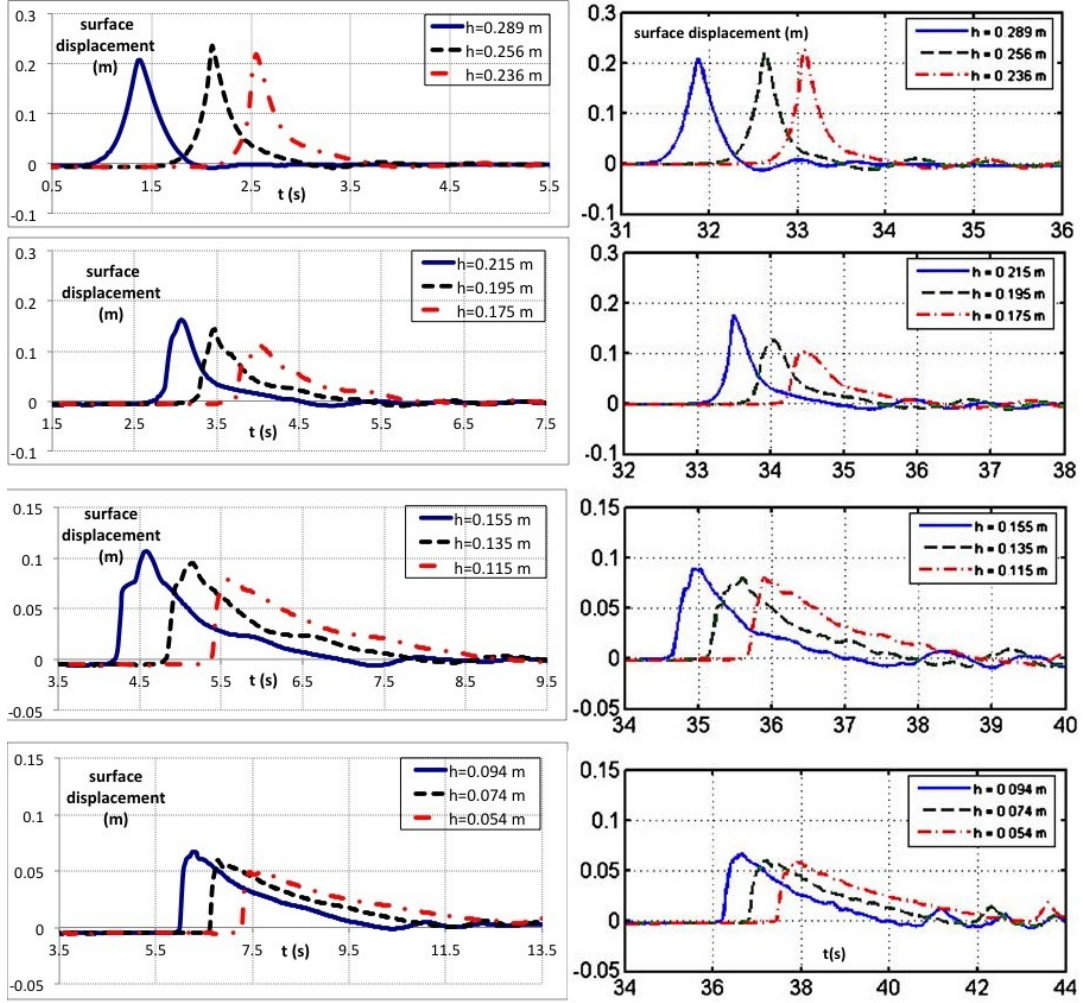 0.3
0.2
0.1
0
-0.1
surface
displacement
(m)
h=0.289 m
h=0.256 m
h=0.236 m
0.5 1.5 2.5 3.5 4.5 5.5
t (s)
0.3
0.2
0.1
0
-0.1
surface displacement (m)
h = 0 289 m
h = 0 256 m
h = 0 236 m
31 32 33 34 35 36
0.3
0.2
0.1
0
-0.1
surface
displacement
(m)
h=0.215 m
h=0.195 m
h=0.175 m
1.5 2.5 3.5 4.5 5.5 6.5 7.5
t (s)
0.3
0.2
0.1
0
-0.1
h = 0 215 m
h = 0 195 m
h = 0 175 m
32 33 34 35 36 37 38
0.15
0.1
0.05
0
-0.05
surface
displacement
(m)
h=0.155 m
h=0.135 m
h=0.115 m
3.5 4.5 5.5 6.5 7.5 8.5 9.5
t (s)
0.15
0.1
0.05
0
-0.05
h = 0 155 m
h = 0 135 m
h = 0 115 m
34 35 36 37 38 39 40
0.15
0.1
0.05
0
-0.05
surface
displacement
(m)
h=0.094 m
h=0.074 m
h=0.054 m
3.5 5.5 7.5 9.5 11.5 13.5
t (s)
0.15
0.1
0.05
0
-0.05
h = 0 094 m
h = 0 074 m
h = 0 054 m
t(s)
34 36 38 40 42 44